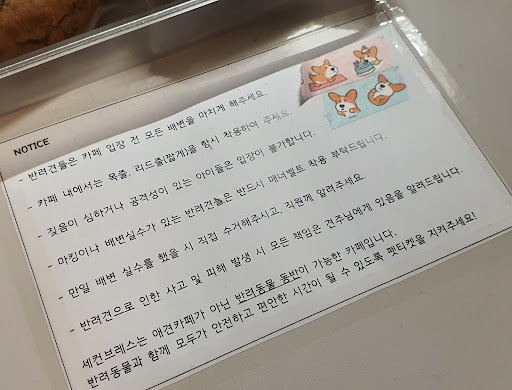 NOTICE
- 반려견들은 카페 입장 전 모든 배변을 마치게 해주세요.
- 카페 내에서는 목줄, 리드줄(짧게)을 항시 착용하여 주세요.
- 짖음이 심하거나 공격성이 있는 아이들은 입장이 불가합니다.
- 마킹이나 배변실수가 있는 반려견들은 반드시 매너벨트 착용 부탁드립니다.
- 만일 배변 실수를 했을 시 직접 수거해주시고, 직원께 알려주세요.
- 반려견으로 인한 사고 및 피해 발생 시 모든 책임은 견주님에게 있음을 알려드립니다.
세컨브레스는 애견카페가 아닌 반려동물 동반이 가능한 카페입니다.
반려동물과 함께 모두가 안전하고 편안한 시간이 될 수 있도록 펫티켓을 지켜주세요!